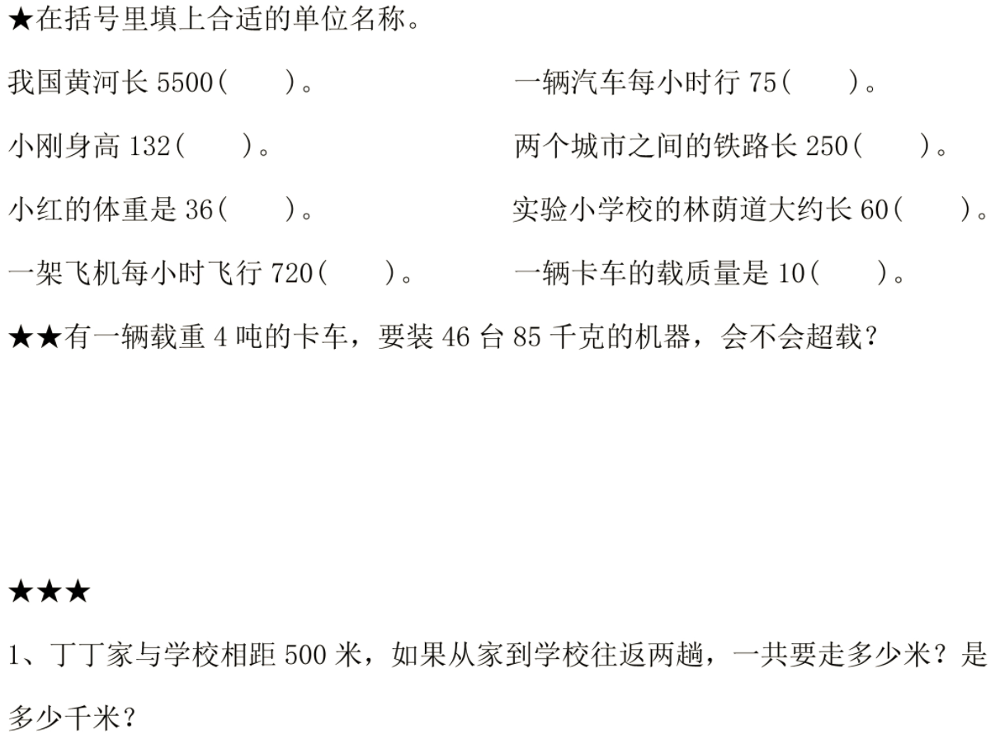 ★在括号里填上合适的单位名称。
我国黄河长 5500(　　)。　　一辆汽车每小时行 75(　　)。
小刚身高 132(　　)。　　两个城市之间的铁路长 250(　　)。
小红的体重是 36(　　)。　　实验小学校的林荫道大约长 60(　　)。
一架飞机每小时飞行 720(　　)。　　一辆卡车的载质量是 10(　　)。
★★有一辆载重 4 吨的卡车，要装 46 台 85 千克的机器，会不会超载？
★★★
1、丁丁家与学校相距 500 米，如果从家到学校往返两趟，一共要走多少米？是
多少千米？